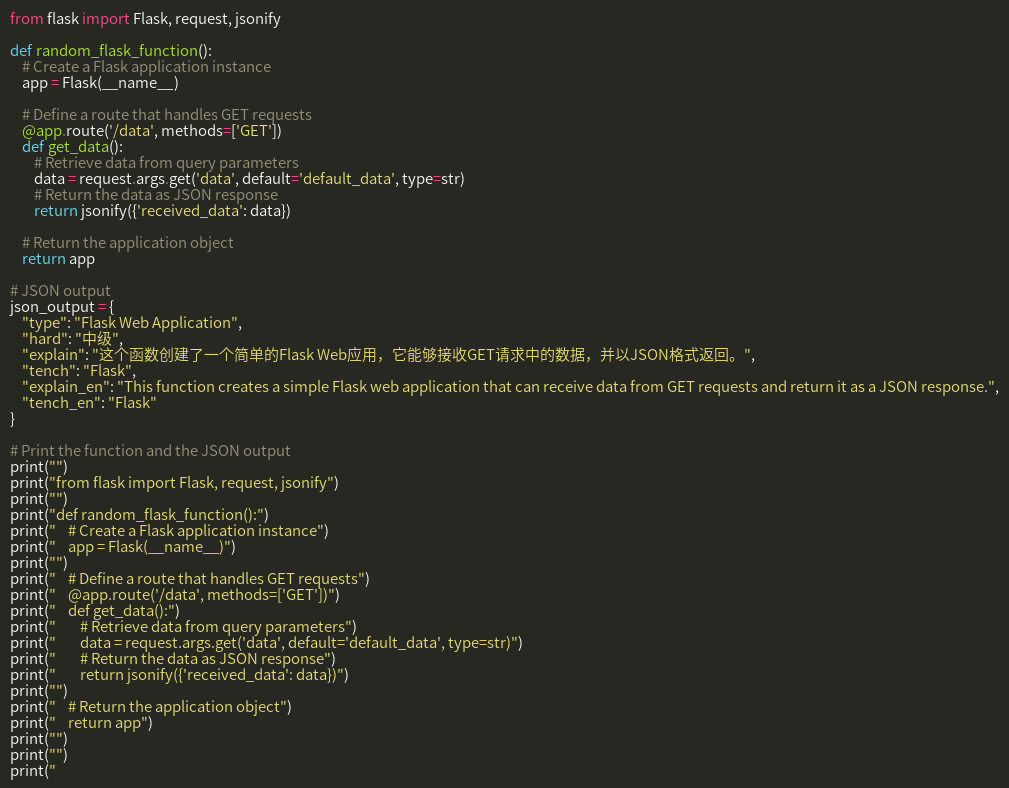 from flask import Flask, request, jsonify

def random_flask_function():
    # Create a Flask application instance
    app = Flask(__name__)

    # Define a route that handles GET requests
    @app.route('/data', methods=['GET'])
    def get_data():
        # Retrieve data from query parameters
        data = request.args.get('data', default='default_data', type=str)
        # Return the data as JSON response
        return jsonify({'received_data': data})

    # Return the application object
    return app

# JSON output
json_output = {
    "type": "Flask Web Application",
    "hard": "中级",
    "explain": "这个函数创建了一个简单的Flask Web应用，它能够接收GET请求中的数据，并以JSON格式返回。",
    "tench": "Flask",
    "explain_en": "This function creates a simple Flask web application that can receive data from GET requests and return it as a JSON response.",
    "tench_en": "Flask"
}

# Print the function and the JSON output
print("")
print("from flask import Flask, request, jsonify")
print("")
print("def random_flask_function():")
print("    # Create a Flask application instance")
print("    app = Flask(__name__)")
print("")
print("    # Define a route that handles GET requests")
print("    @app.route('/data', methods=['GET'])")
print("    def get_data():")
print("        # Retrieve data from query parameters")
print("        data = request.args.get('data', default='default_data', type=str)")
print("        # Return the data as JSON response")
print("        return jsonify({'received_data': data})")
print("")
print("    # Return the application object")
print("    return app")
print("")
print("")
print("